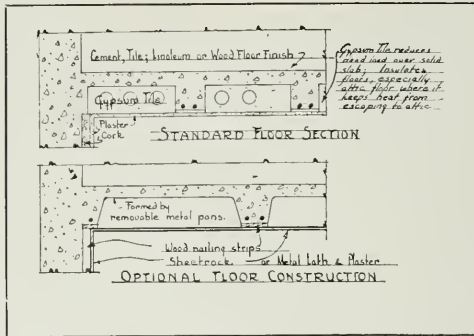 Cement, Tile, Linoleum or Wood Floor Finish
Gypsum Tile
Plaster
Cork
Gypsum Tile reduces
dead load over solid
slab; Insulates
floors, especially
attic floor where it
keeps heat from
escaping to attic
STANDARD FLOOR SECTION
Formed by
removable metal pans.
Wood nailing strips
Sheetrock or Metal Lath & Plaster
OPTIONAL FLOOR CONSTRUCTION